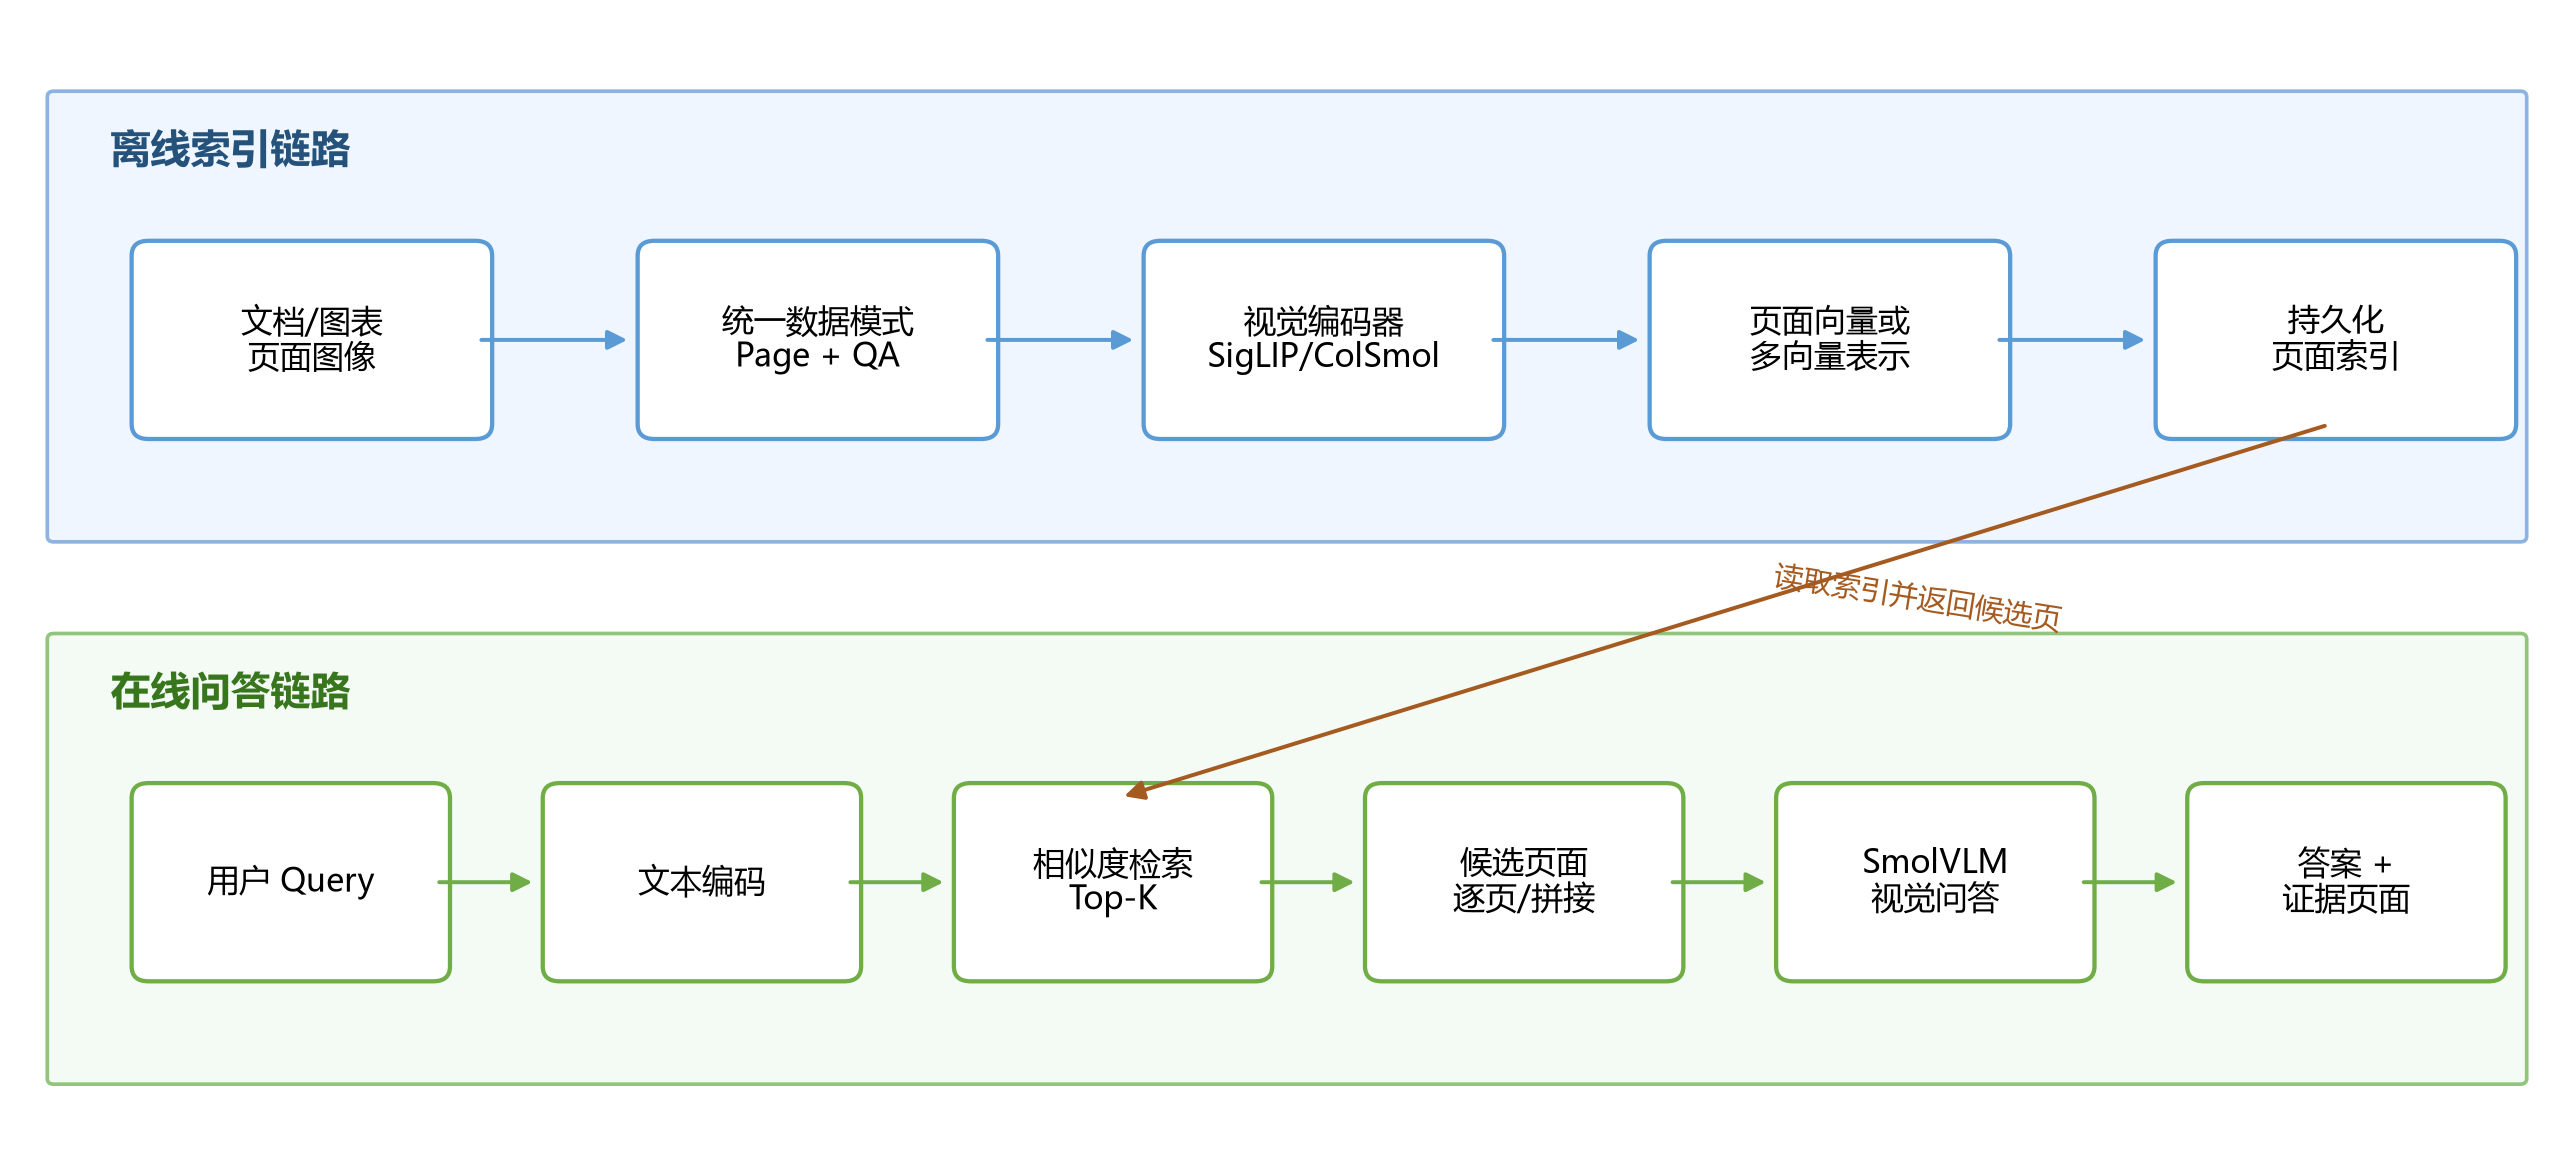 离线索引链路
文档/图表
页面图像
统一数据模式
Page + QA
视觉编码器
SigLIP/ColSmol
页面向量或
多向量表示
持久化
页面索引
读取索引并返回候选页
在线问答链路
用户 Query
文本编码
相似度检索
Top-K
候选页面
逐页/拼接
SmolVLM
视觉问答
答案 +
证据页面